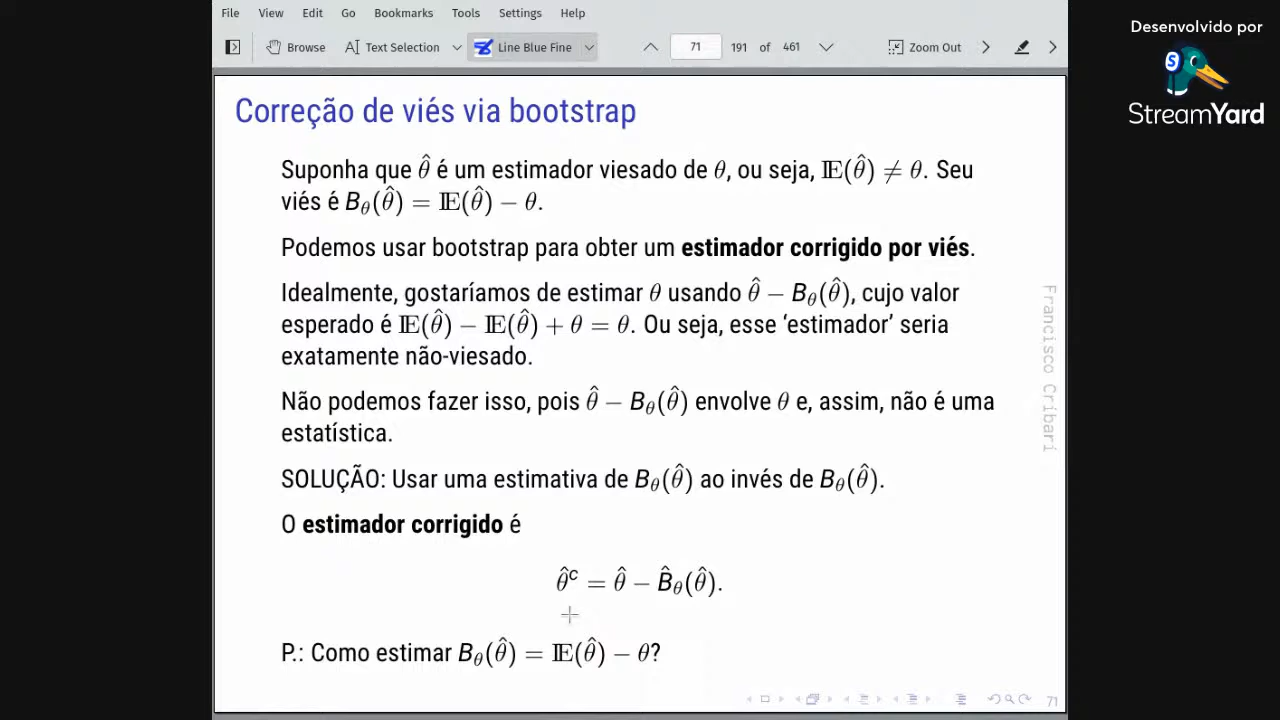 File View Edit Go Bookmarks Tools Settings Help
Browse Text Selection Line Blue Fine 71 191 of 461 Zoom Out
Desenvolvido por
S
StreamYard
Correção de viés via bootstrap
Suponha que θ̂ é um estimador viesado de θ, ou seja, 𝔼(θ̂) ≠ θ. Seu
viés é B_θ(θ̂) = 𝔼(θ̂) − θ.
Podemos usar bootstrap para obter um estimador corrigido por viés.
Idealmente, gostaríamos de estimar θ usando θ̂ − B_θ(θ̂), cujo valor
esperado é 𝔼(θ̂) − 𝔼(θ̂) + θ = θ. Ou seja, esse ‘estimador’ seria
exatamente não-viesado.
Não podemos fazer isso, pois θ̂ − B_θ(θ̂) envolve θ e, assim, não é uma
estatística.
SOLUÇÃO: Usar uma estimativa de B_θ(θ̂) ao invés de B_θ(θ̂).
O estimador corrigido é
θ̂ᶜ = θ̂ − B̂_θ(θ̂).
P.: Como estimar B_θ(θ̂) = 𝔼(θ̂) − θ?
Francisco Cribari
71